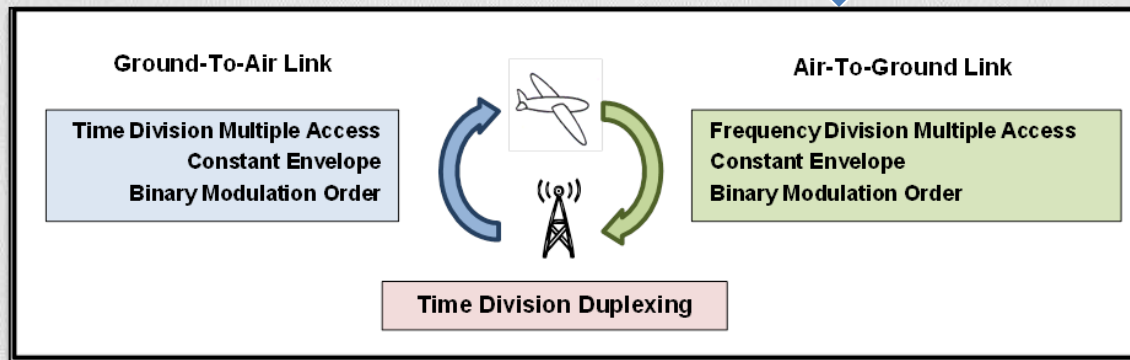 Ground-To-Air Link
Time Division Multiple Access
Constant Envelope
Binary Modulation Order
Air-To-Ground Link
Frequency Division Multiple Access
Constant Envelope
Binary Modulation Order
Time Division Duplexing